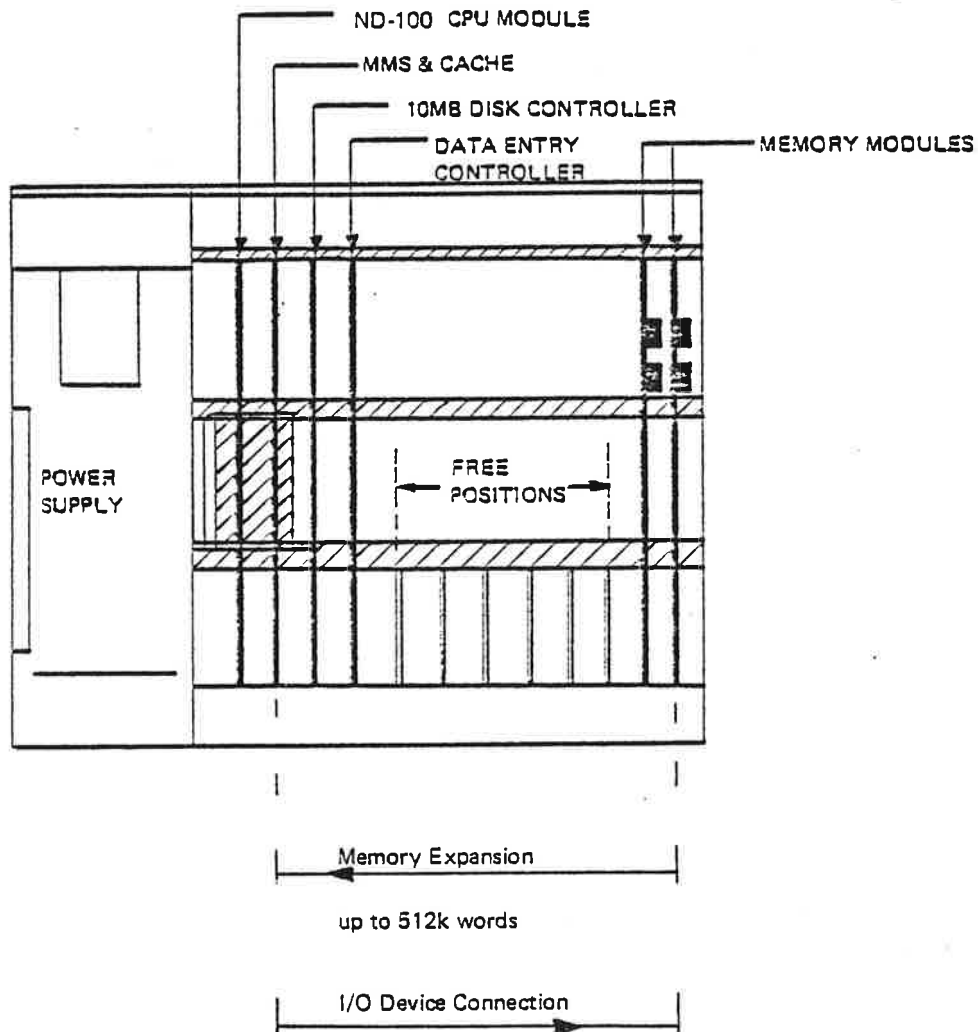 ND-100 CPU MODULE
MMS & CACHE
10MB DISK CONTROLLER
DATA ENTRY
CONTROLLER
MEMORY MODULES
POWER
SUPPLY
FREE
POSITIONS
Memory Expansion
up to 512k words
I/O Device Connection